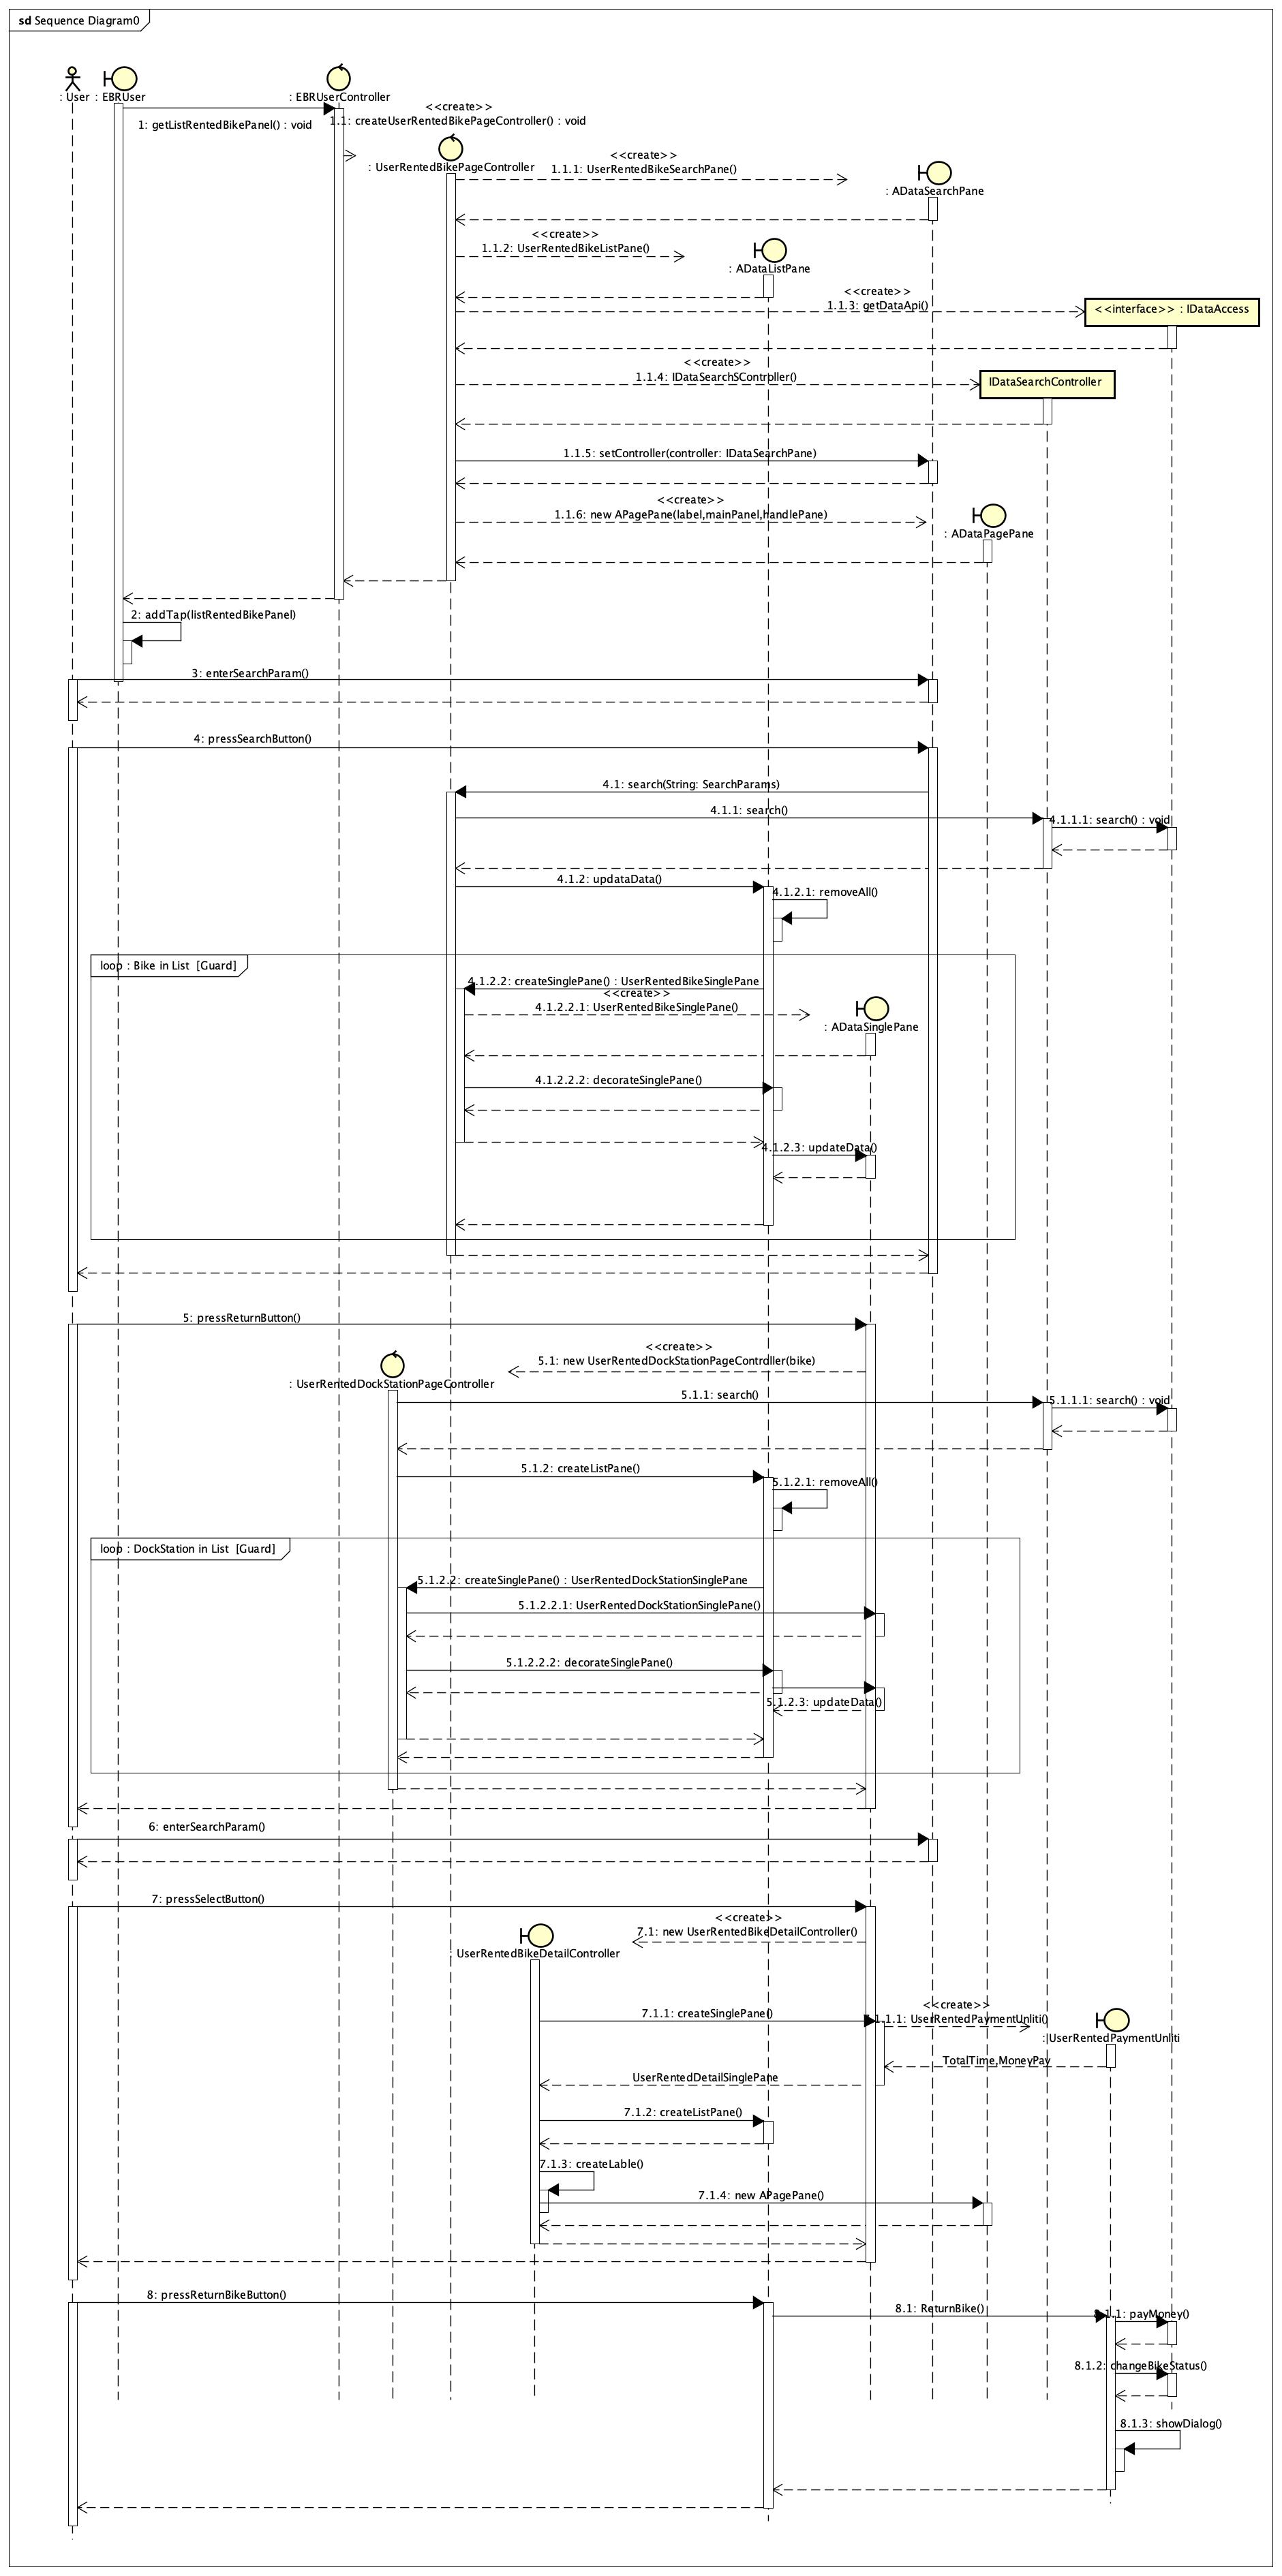 sd Sequence Diagram0
: User
: EBRUser
: EBRUserController
<<create>>
1: getListRentedBikePanel() : void
1.1: createUserRentedBikePageController() : void
: UserRentedBikePageController
<<create>>
1.1.1: UserRentedBikeSearchPane()
: ADataSearchPane
<<create>>
1.1.2: UserRentedBikeListPane()
: ADataListPane
<<create>>
1.1.3: getDataApi()
<<interface>> : IDataAccess
<<create>>
1.1.4: IDataSearchSController()
IDataSearchController
1.1.5: setController(controller: IDataSearchPane)
<<create>>
1.1.6: new APagePane(label,mainPanel,handlePane)
: ADataPagePane
2: addTap(listRentedBikePanel)
3: enterSearchParam()
4: pressSearchButton()
4.1: search(String: SearchParams)
4.1.1: search()
4.1.1.1: search() : void
4.1.2: updataData()
4.1.2.1: removeAll()
loop : Bike in List [Guard]
4.1.2.2: createSinglePane() : UserRentedBikeSinglePane
<<create>>
4.1.2.2.1: UserRentedBikeSinglePane()
: ADataSinglePane
4.1.2.2.2: decorateSinglePane()
4.1.2.3: updateData()
5: pressReturnButton()
<<create>>
5.1: new UserRentedDockStationPageController(bike)
: UserRentedDockStationPageController
5.1.1: search()
5.1.1.1: search() : void
5.1.2: createListPane()
5.1.2.1: removeAll()
loop : DockStation in List [Guard]
5.1.2.2: createSinglePane() : UserRentedDockStationSinglePane
5.1.2.2.1: UserRentedDockStationSinglePane()
5.1.2.2.2: decorateSinglePane()
5.1.2.3: updateData()
6: enterSearchParam()
7: pressSelectButton()
<<create>>
7.1: new UserRentedBikeDetailController()
UserRentedBikeDetailController
<<create>>
7.1.1: createSinglePane()
7.1.1.1: UserRentedPaymentUnliti()
: UserRentedPaymentUnliti
TotalTime,MoneyPay
UserRentedDetailSinglePane
7.1.2: createListPane()
7.1.3: createLable()
7.1.4: new APagePane()
8: pressReturnBikeButton()
8.1: ReturnBike()
8.1.1: payMoney()
8.1.2: changeBikeStatus()
8.1.3: showDialog()